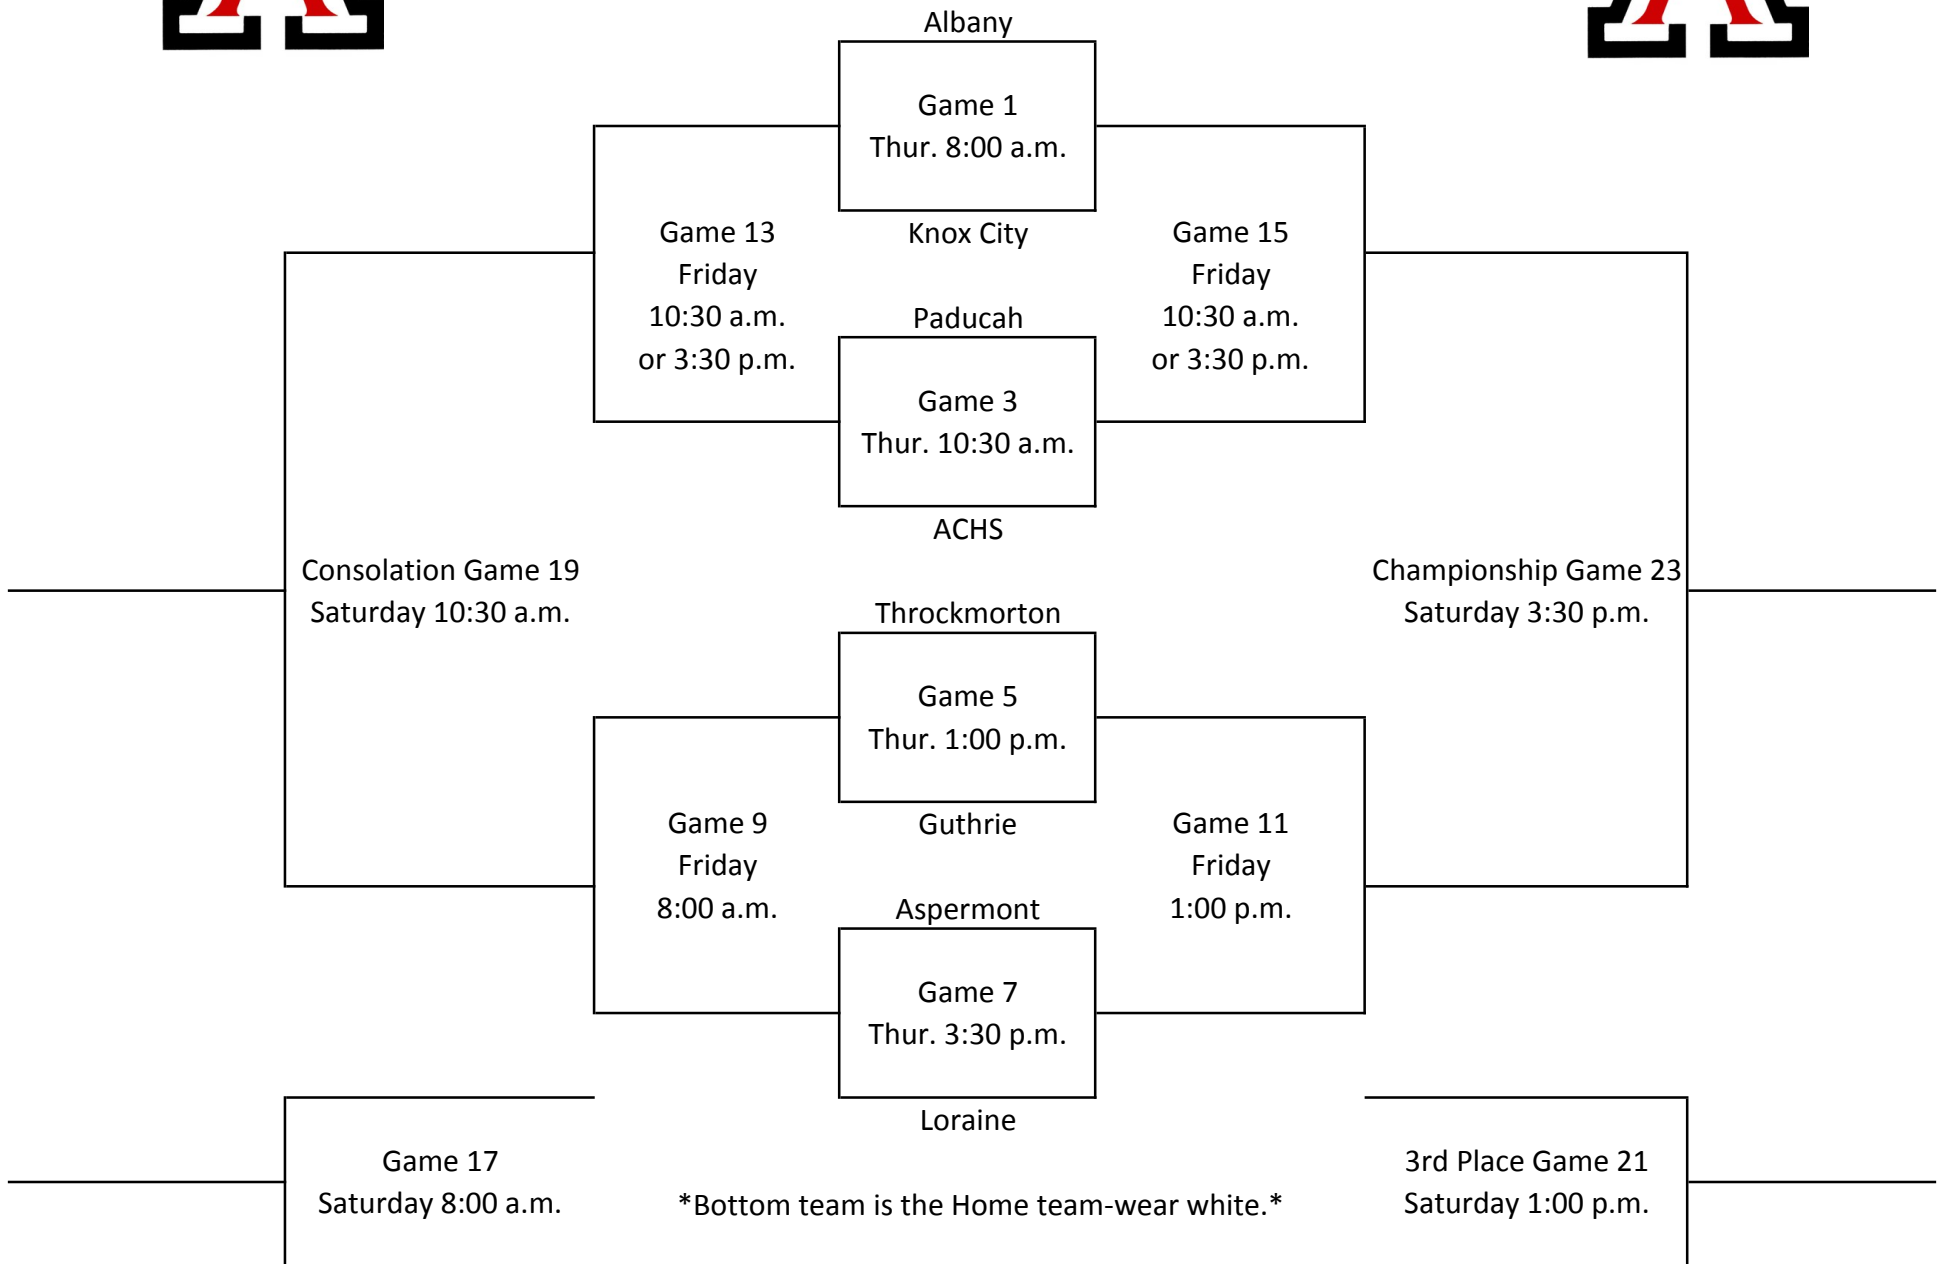 Albany
Game 1
Thur. 8:00 a.m.
Knox City
Game 13
Friday
10:30 a.m.
or 3:30 p.m.
Game 15
Friday
10:30 a.m.
or 3:30 p.m.
Paducah
Game 3
Thur. 10:30 a.m.
ACHS
Consolation Game 19
Saturday 10:30 a.m.
Championship Game 23
Saturday 3:30 p.m.
Throckmorton
Game 5
Thur. 1:00 p.m.
Guthrie
Game 9
Friday
8:00 a.m.
Game 11
Friday
1:00 p.m.
Aspermont
Game 7
Thur. 3:30 p.m.
Loraine
Game 17
Saturday 8:00 a.m.
*Bottom team is the Home team-wear white.*
3rd Place Game 21
Saturday 1:00 p.m.